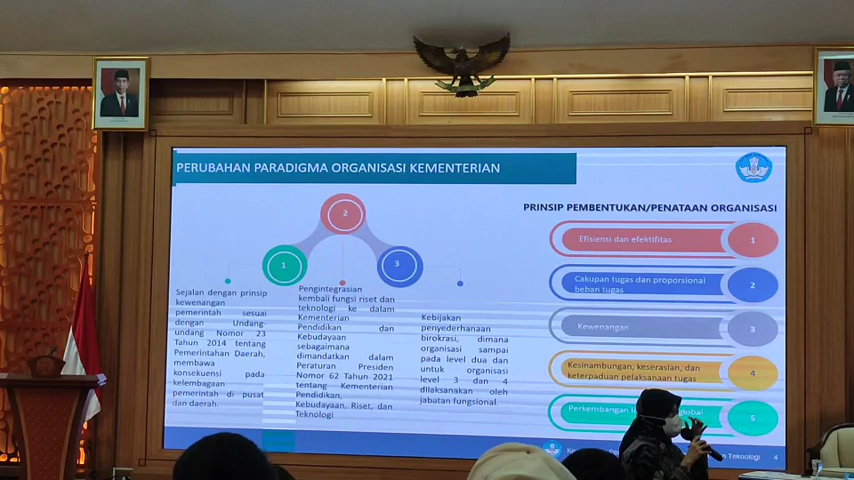 PERUBAHAN PARADIGMA ORGANISASI KEMENTERIAN
2
1
3
Sejalan dengan prinsip
kewenangan
pemerintah sesuai
dengan Undang-
undang Nomor 23
Tahun 2014 tentang
Pemerintahan Daerah,
membawa
konsekuensi pada
kelembagaan
pemerintah di pusat
dan daerah.
Pengintegrasian
kembali fungsi riset dan
teknologi ke dalam
Kementerian
Pendidikan dan
Kebudayaan
sebagaimana
dimandatkan dalam
Peraturan Presiden
Nomor 62 Tahun 2021
tentang Kementerian
Pendidikan,
Kebudayaan, Riset, dan
Teknologi
Kebijakan
penyederhanaan
birokrasi, dimana
organisasi sampai
pada level dua dan
untuk organisasi
level 3 and 4
dilaksanakan oleh
jabatan fungsional.
PRINSIP PEMBENTUKAN/PENATAAN ORGANISASI
Efisiensi dan efektifitas
1
Cakupan tugas dan proporsional
beban tugas
2
Kewenangan
3
Kesinambungan, keserasian, dan
keterpaduan pelaksanaan tugas
4
Perkembangan
global
5
Teknologi 4